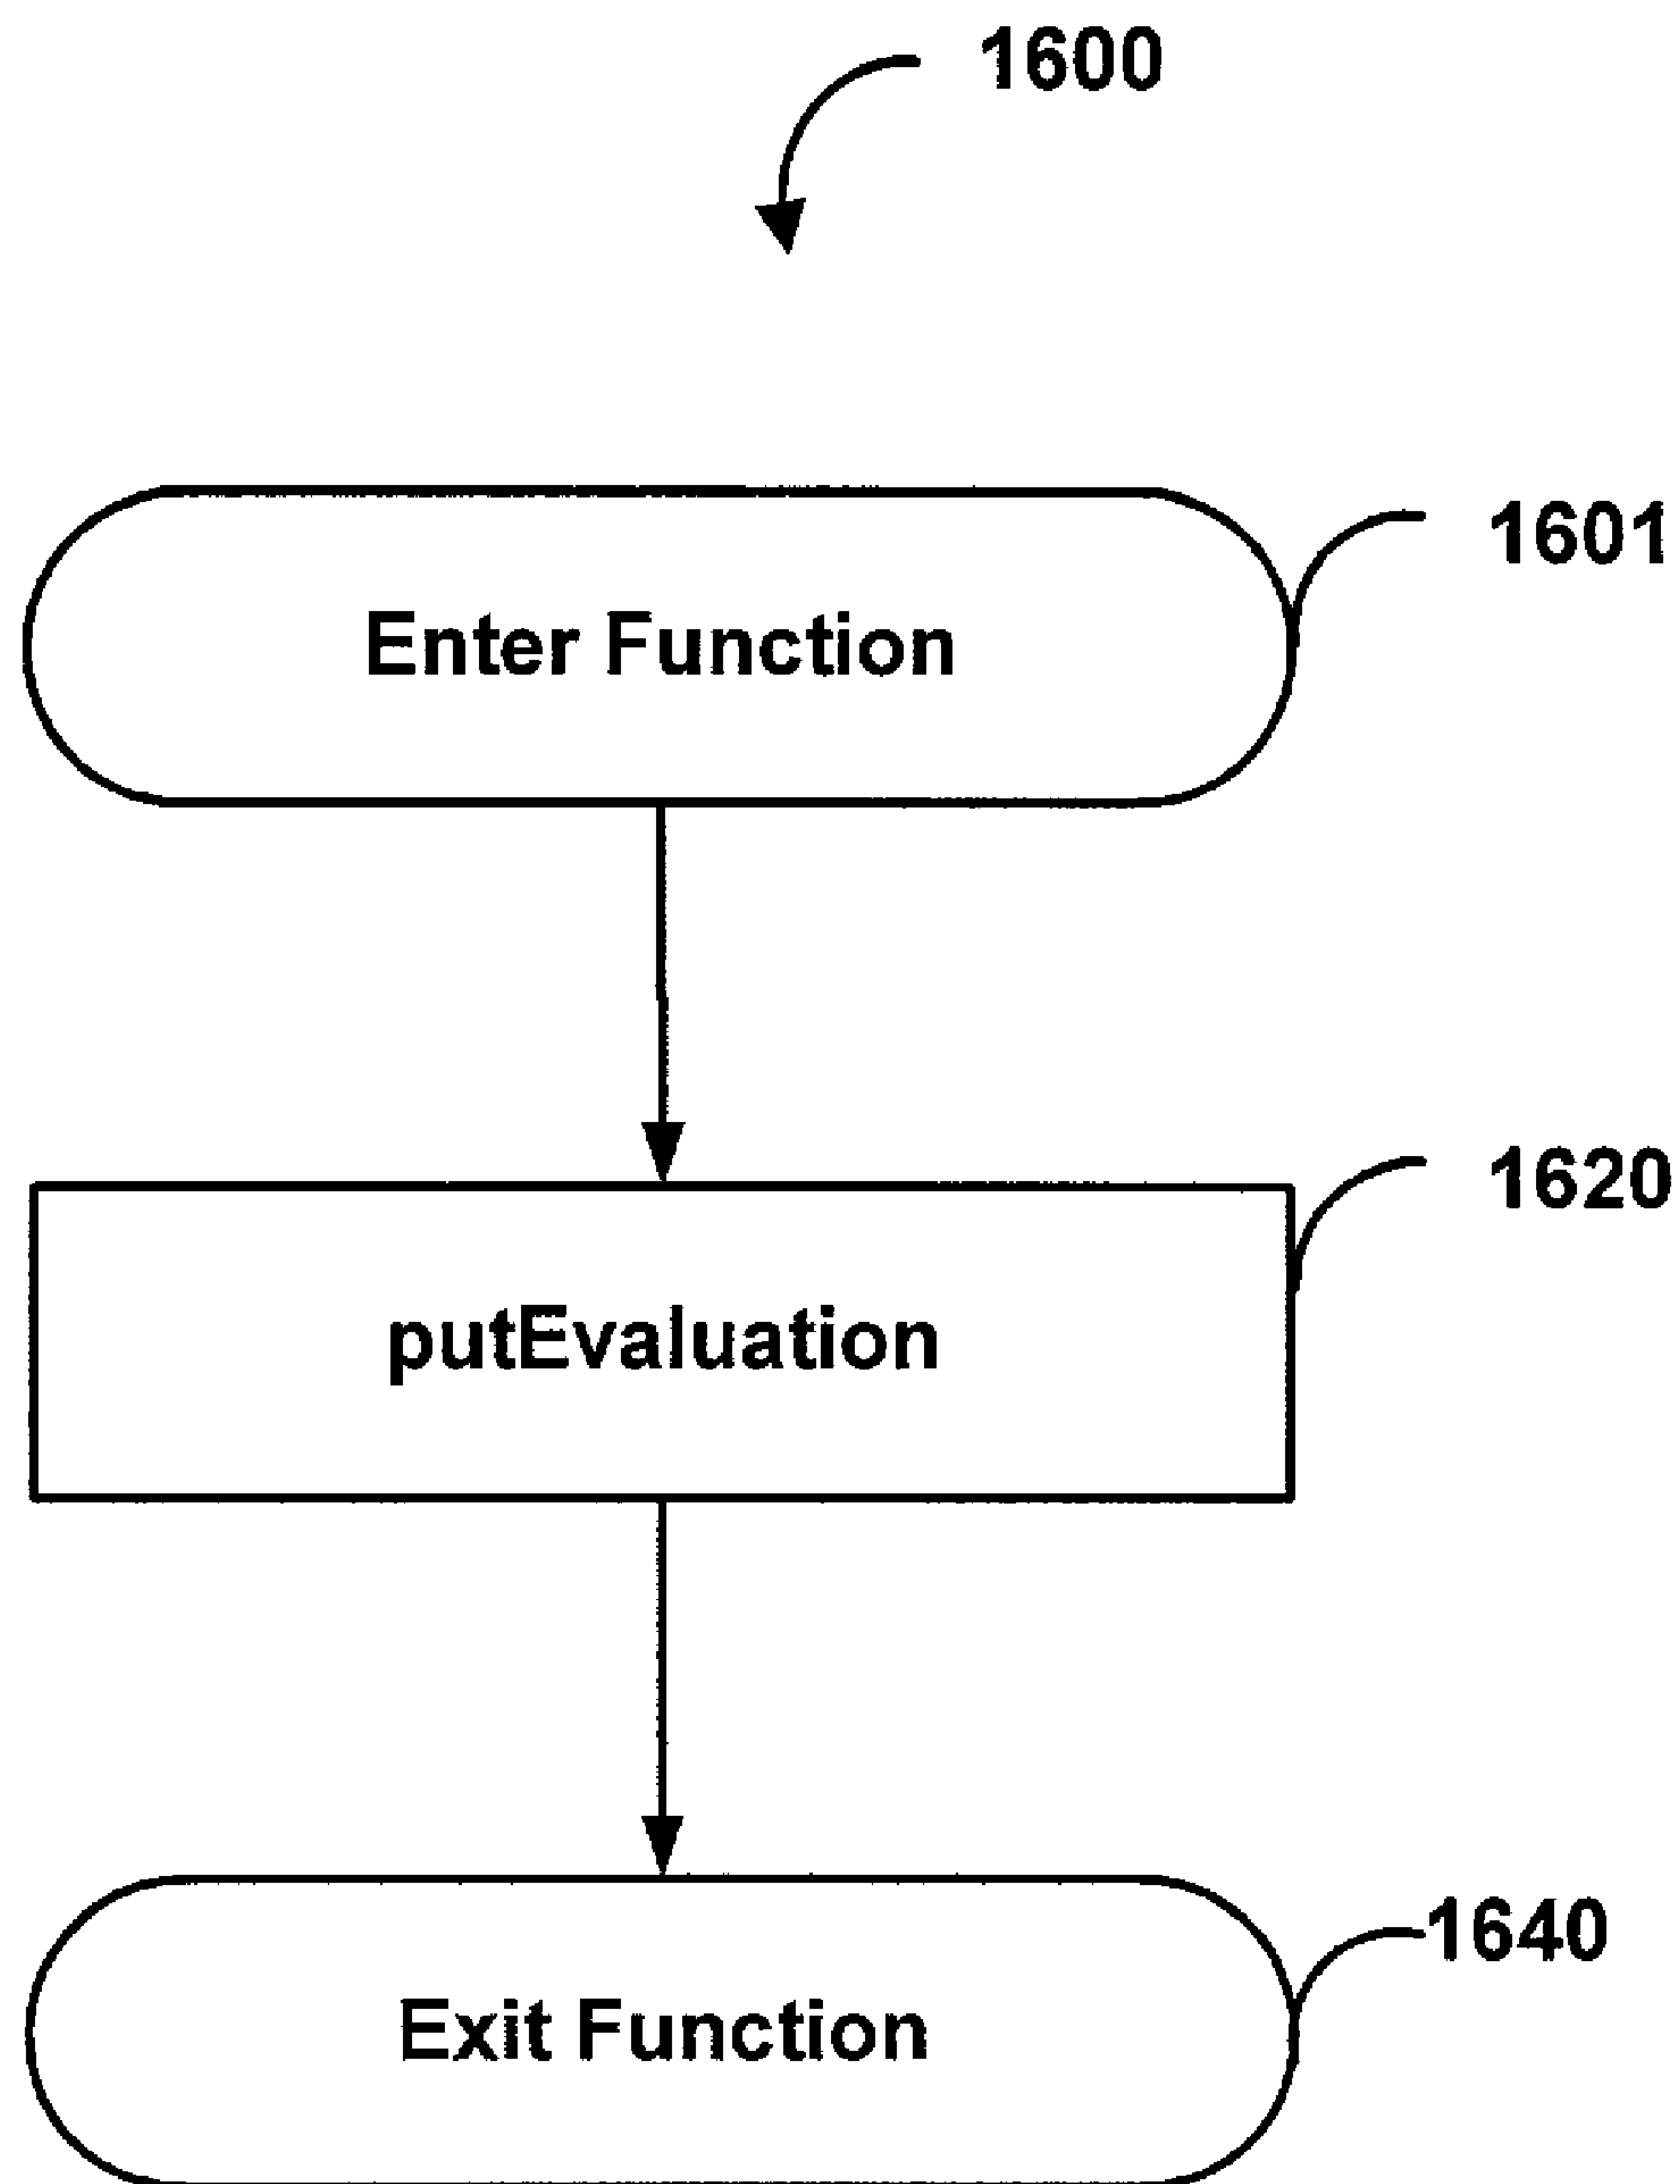 1600
1601
Enter Function
1620
putEvaluation
1640
Exit Function